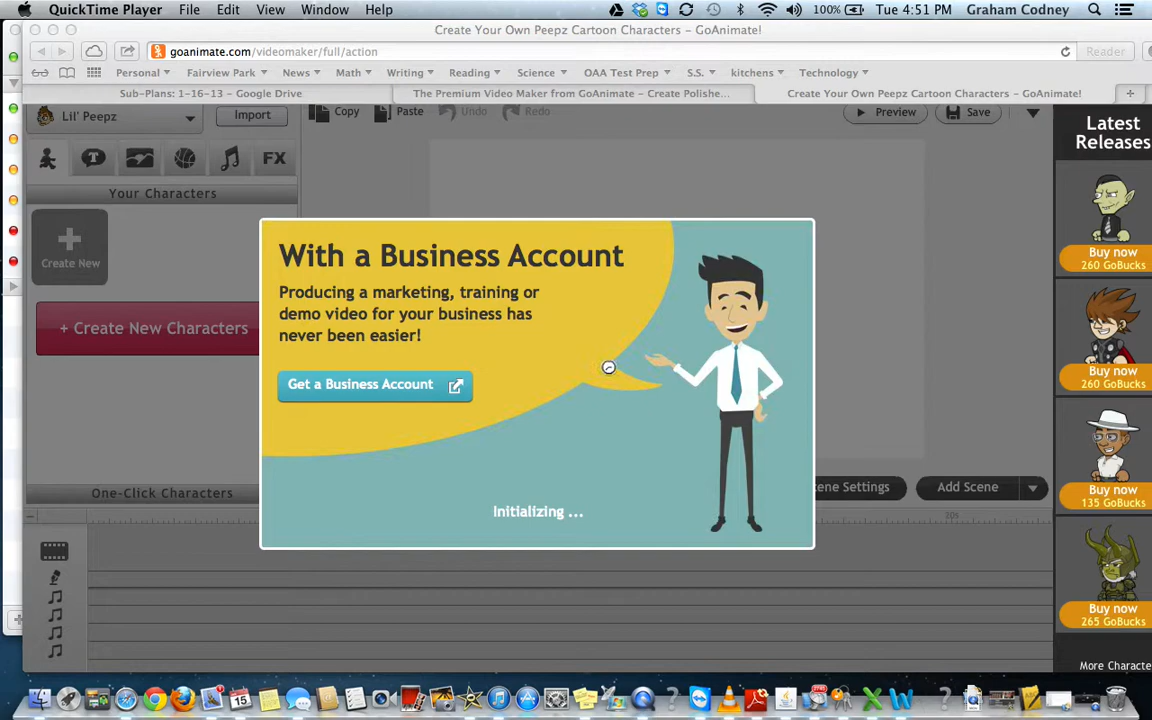 QuickTime Player File Edit View Window Help 100% Tue 4:51 PM Graham Codney
Create Your Own Peepz Cartoon Characters – GoAnimate!
goanimate.com/videomaker/full/action Reader
Personal Fairview Park News Math Writing Reading Science OAA Test Prep S.S. kitchens Technology
Sub-Plans: 1-16-13 - Google Drive The Premium Video Maker from GoAnimate – Create Polishe... Create Your Own Peepz Cartoon Characters – GoAnimate!
Lil' Peepz Import Copy Paste Undo Redo Preview Save
Latest
Releases
T FX
Your Characters
Create New
+ Create New Characters
One-Click Characters
With a Business Account
Producing a marketing, training or
demo video for your business has
never been easier!
Get a Business Account
Initializing ...
cene Settings Add Scene
20s
Buy now
260 GoBucks
Buy now
260 GoBucks
Buy now
135 GoBucks
Buy now
265 GoBucks
More Characte
15